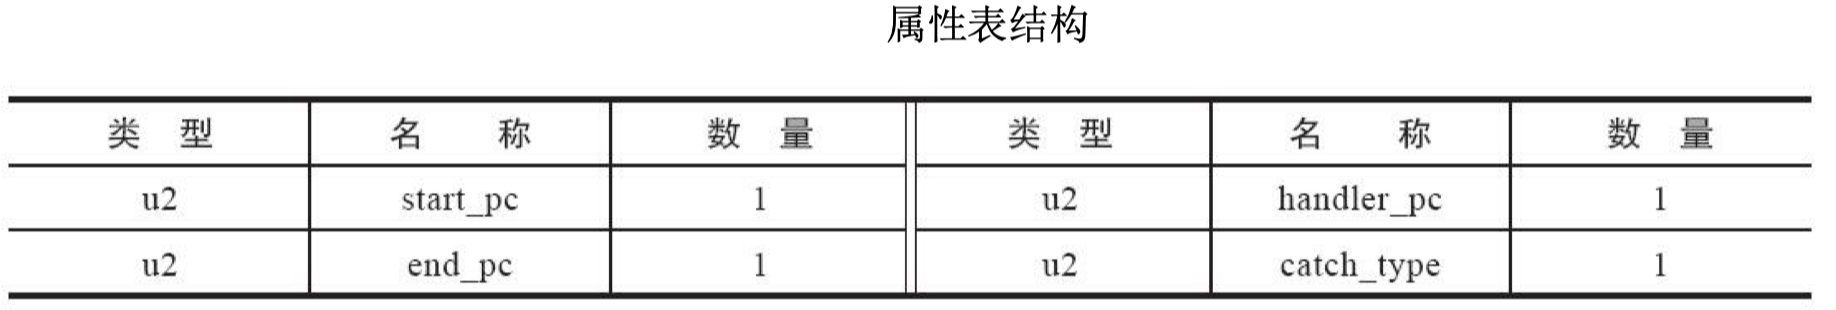 属性表结构
类 型 名 称 数 量 类 型 名 称 数 量
u2 start_pc 1 u2 handler_pc 1
u2 end_pc 1 u2 catch_type 1